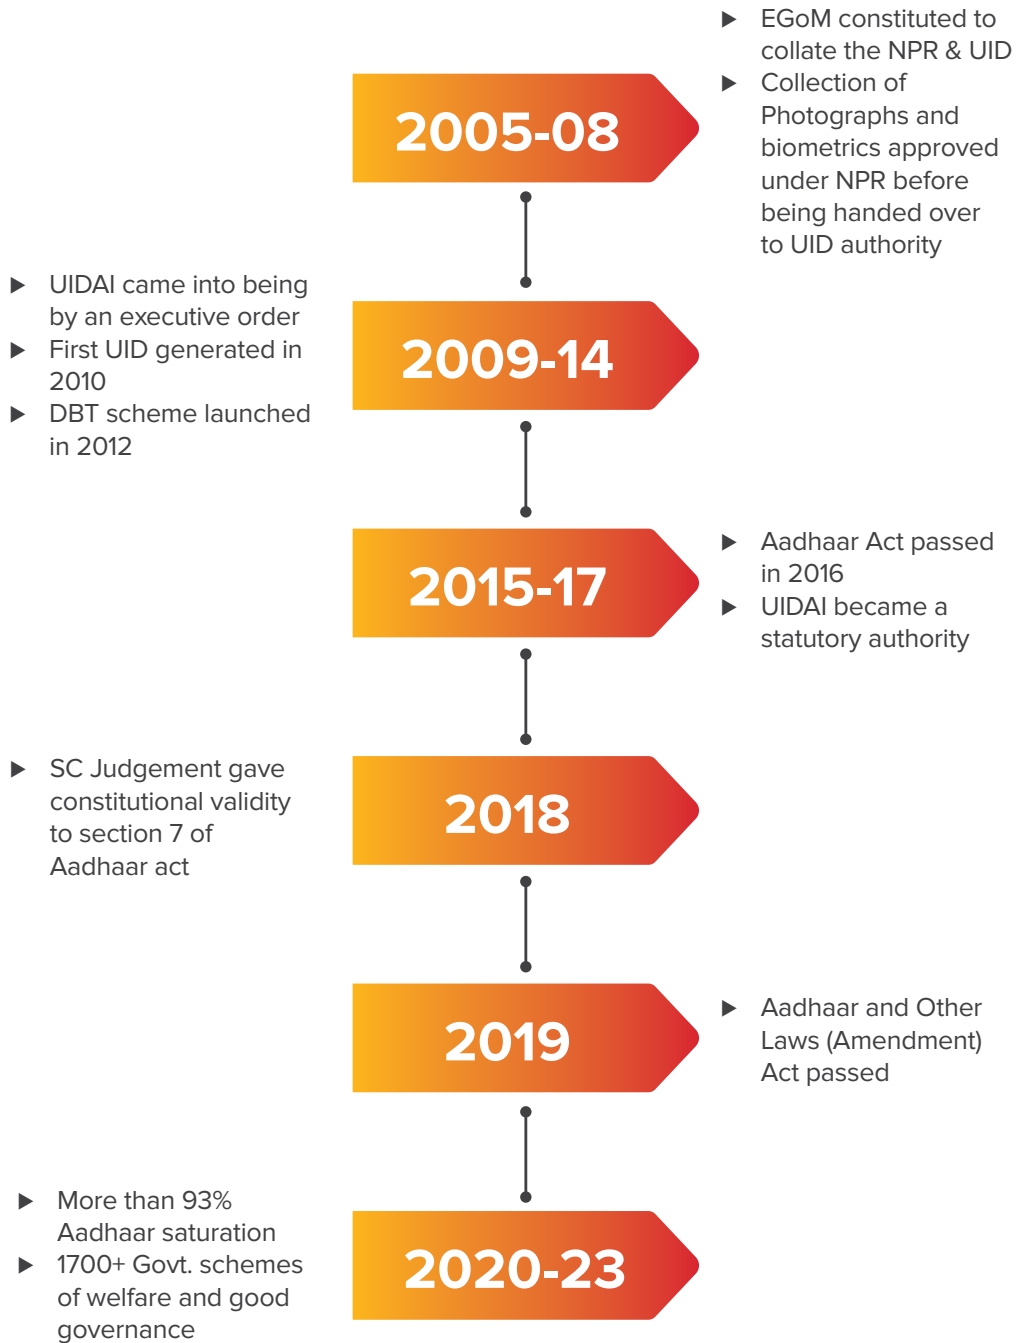 2005-08
► EGoM constituted to
collate the NPR & UID
► Collection of
Photographs and
biometrics approved
under NPR before
being handed over
to UID authority
► UIDAI came into being
by an executive order
► First UID generated in
2010
► DBT scheme launched
in 2012
2009-14
2015-17
► Aadhaar Act passed
in 2016
► UIDAI became a
statutory authority
► SC Judgement gave
constitutional validity
to section 7 of
Aadhaar act
2018
2019
► Aadhaar and Other
Laws (Amendment)
Act passed
► More than 93%
Aadhaar saturation
► 1700+ Govt. schemes
of welfare and good
governance
2020-23